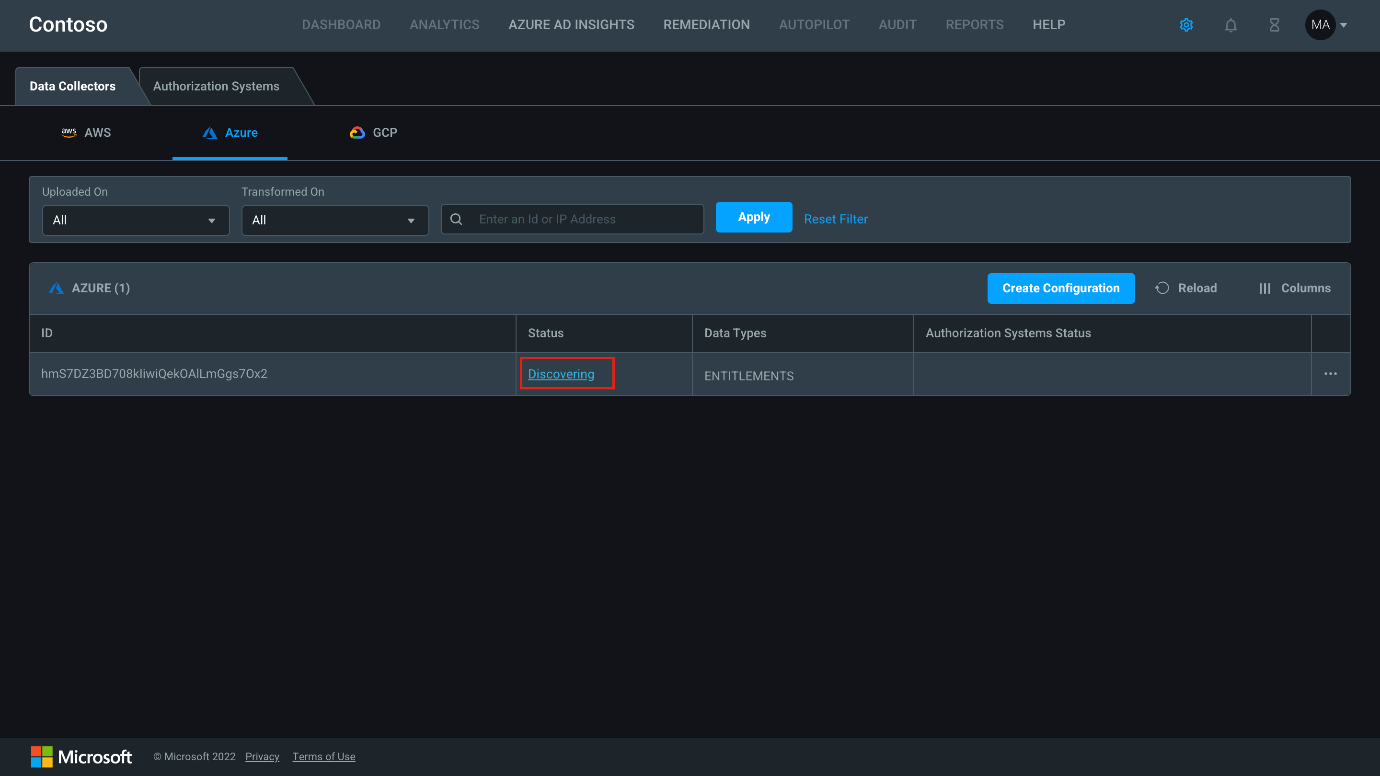 Contoso
DASHBOARD ANALYTICS AZURE AD INSIGHTS REMEDIATION AUTOPILOT AUDIT REPORTS HELP MA
Data Collectors Authorization Systems
aws AWS Azure GCP
Uploaded On Transformed On
All All Enter an Id or IP Address Apply Reset Filter
AZURE (1) Create Configuration Reload Columns
ID Status Data Types Authorization Systems Status
Discovering ENTITLEMENTS
Microsoft © Microsoft 2022 Privacy Terms of Use